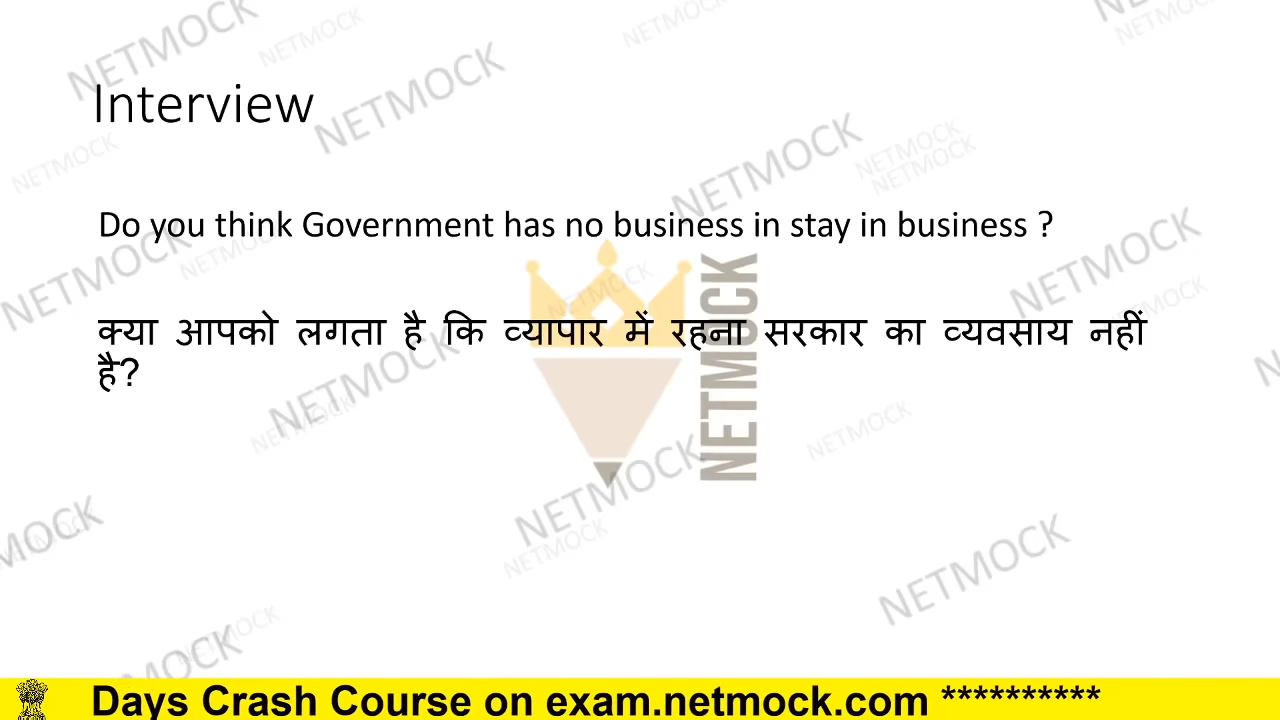 Interview
Do you think Government has no business in stay in business ?
क्या आपको लगता है कि व्यापार में रहना सरकार का व्यवसाय नहीं
है?
NETMOCK
Days Crash Course on exam.netmock.com **********